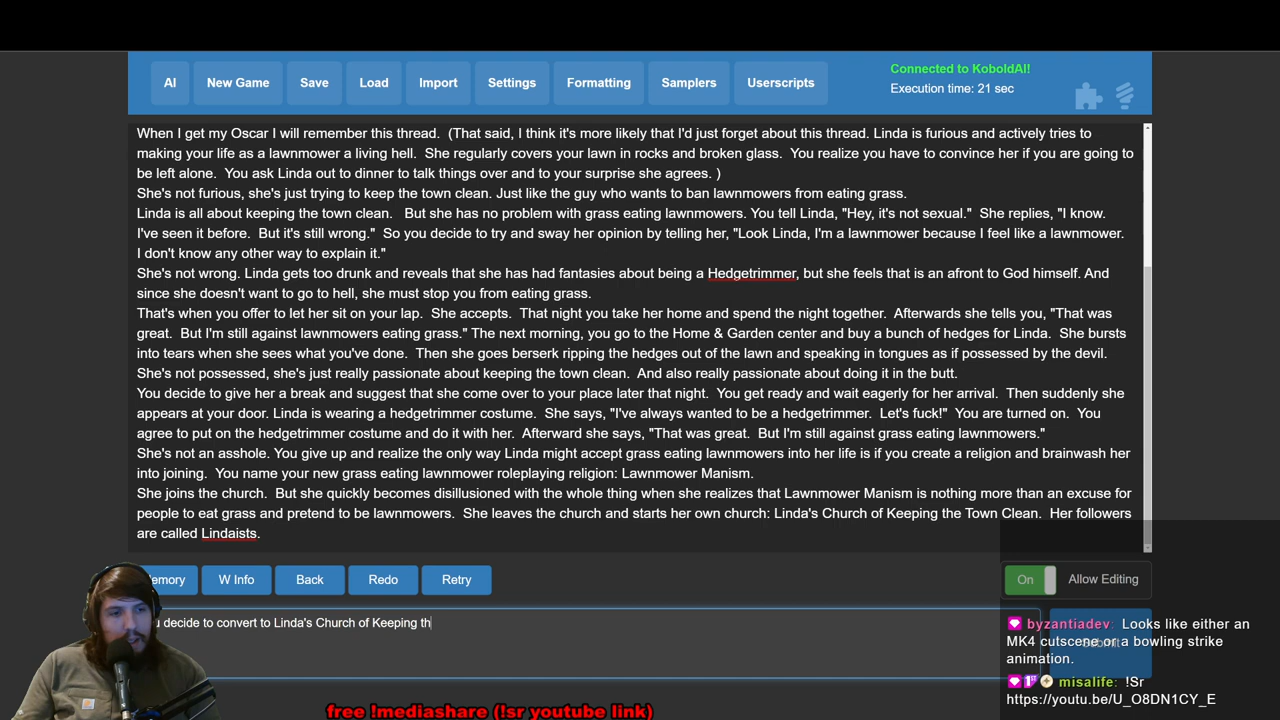 AI
New Game
Save
Load
Import
Settings
Formatting
Samplers
Userscripts
Connected to KoboldAI!
Execution time: 21 sec
When I get my Oscar I will remember this thread. (That said, I think it's more likely that I'd just forget about this thread. Linda is furious and actively tries to
making your life as a lawnmower a living hell. She regularly covers your lawn in rocks and broken glass. You realize you have to convince her if you are going to
be left alone. You ask Linda out to dinner to talk things over and to your surprise she agrees. )
She's not furious, she's just trying to keep the town clean. Just like the guy who wants to ban lawnmowers from eating grass.
Linda is all about keeping the town clean. But she has no problem with grass eating lawnmowers. You tell Linda, "Hey, it's not sexual." She replies, "I know.
I've seen it before. But it's still wrong." So you decide to try and sway her opinion by telling her, "Look Linda, I'm a lawnmower because I feel like a lawnmower.
I don't know any other way to explain it."
She's not wrong. Linda gets too drunk and reveals that she has had fantasies about being a Hedgetrimmer, but she feels that is an afront to God himself. And
since she doesn't want to go to hell, she must stop you from eating grass.
That's when you offer to let her sit on your lap. She accepts. That night you take her home and spend the night together. Afterwards she tells you, "That was
great. But I'm still against lawnmowers eating grass." The next morning, you go to the Home & Garden center and buy a bunch of hedges for Linda. She bursts
into tears when she sees what you've done. Then she goes berserk ripping the hedges out of the lawn and speaking in tongues as if possessed by the devil.
She's not possessed, she's just really passionate about keeping the town clean. And also really passionate about doing it in the butt.
You decide to give her a break and suggest that she come over to your place later that night. You get ready and wait eagerly for her arrival. Then suddenly she
appears at your door. Linda is wearing a hedgetrimmer costume. She says, "I've always wanted to be a hedgetrimmer. Let's fuck!" You are turned on. You
agree to put on the hedgetrimmer costume and do it with her. Afterward she says, "That was great. But I'm still against grass eating lawnmowers."
She's not an asshole. You give up and realize the only way Linda might accept grass eating lawnmowers into her life is if you create a religion and brainwash her
into joining. You name your new grass eating lawnmower roleplaying religion: Lawnmower Manism.
She joins the church. But she quickly becomes disillusioned with the whole thing when she realizes that Lawnmower Manism is nothing more than an excuse for
people to eat grass and pretend to be lawnmowers. She leaves the church and starts her own church: Linda's Church of Keeping the Town Clean. Her followers
are called Lindaists.
emory
W Info
Back
Redo
Retry
On
Allow Editing
decide to convert to Linda's Church of Keeping th
Submit
byzantiadev: Looks like either an
MK4 cutscene or a bowling strike
animation.
misalife: !Sr
https://youtu.be/U_O8DN1CY_E
free !mediashare (!sr youtube link)